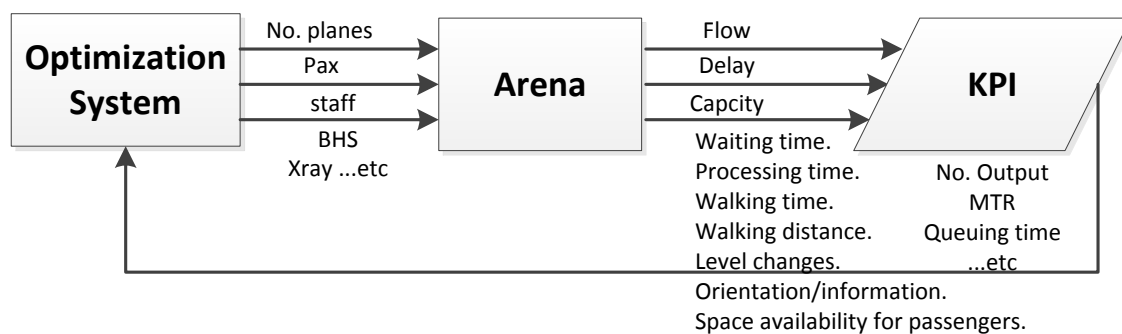 Optimization
System
No. planes
Pax
staff
BHS
Xray ...etc
Arena
Flow
Delay
Capcity
Waiting time.
Processing time.
Walking time.
Walking distance.
Level changes.
Orientation/information.
Space availability for passengers.
KPI
No. Output
MTR
Queuing time
...etc